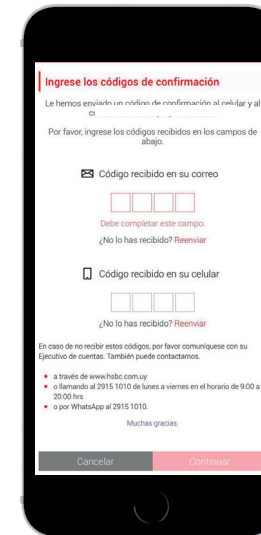 Ingrese los códigos de confirmación
Le hemos enviado un código de confirmación al celular y al
Por favor, ingrese los códigos recibidos en los campos de
abajo.
Código recibido en su correo
Debe completar este campo.
¿No lo has recibido? Reenviar
Código recibido en su celular
¿No lo has recibido? Reenviar
En caso de no recibir estos códigos, por favor comuníquese con su
Ejecutivo de cuentas. También puede contactarnos.
a través de www.hsbc.com.uy
o llamando al 2915 1010 de lunes a viernes en el horario de 9:00 a
20:00 hrs
o por WhatsApp al 2915 1010.
Muchas gracias.
Cancelar Continuar